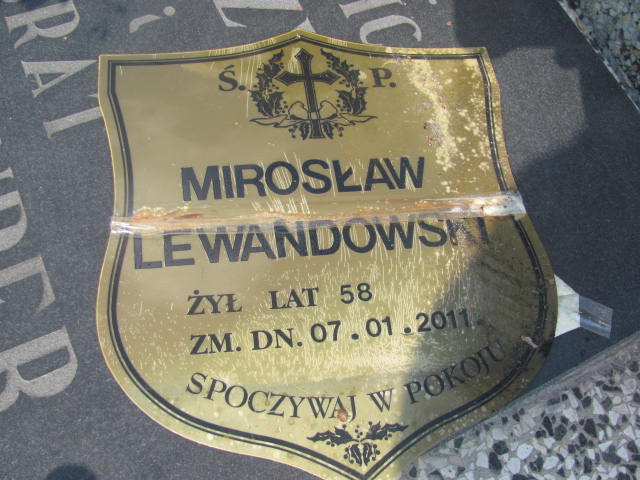 Ś. P.
MIROSŁAW
LEWANDOWSKI
ŻYŁ LAT 58
ZM. DN. 07.01.2011.
SPOCZYWAJ W POKOJU